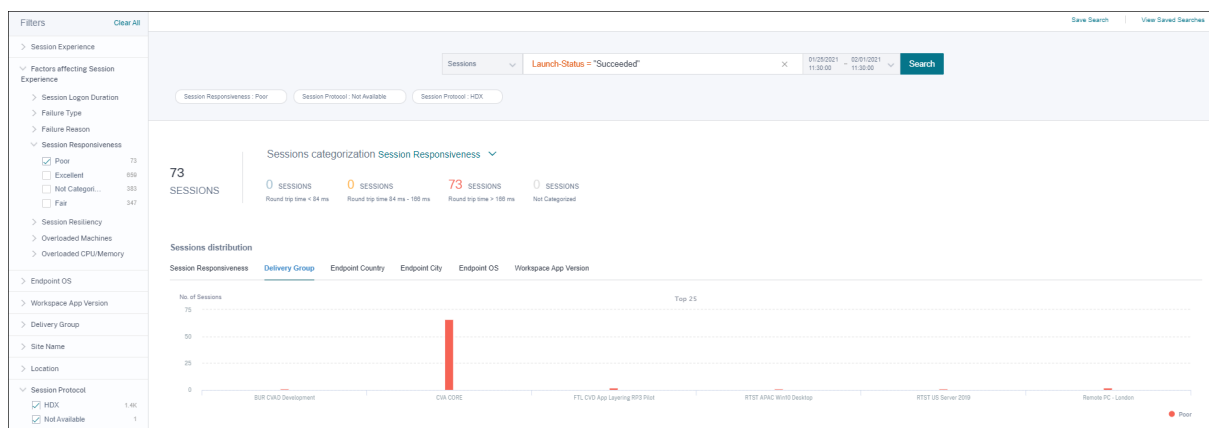 Filters
Clear All
Session Experience
Factors affecting Session
Experience
Session Logon Duration
Failure Type
Failure Reason
Session Responsiveness
Poor 73
Excellent 659
Not Categori... 383
Fair 347
Session Resiliency
Overloaded Machines
Overloaded CPU/Memory
Endpoint OS
Workspace App Version
Delivery Group
Site Name
Location
Session Protocol
HDX 1.4K
Not Available 1
Save Search
View Saved Searches
Sessions
Launch-Status = "Succeeded"
01/25/2021 ~ 02/01/2021
11:30:00 11:30:00
Search
Session Responsiveness : Poor
Session Protocol : Not Available
Session Protocol : HDX
73
SESSIONS
Sessions categorization Session Responsiveness
0 SESSIONS
Round trip time < 84 ms
0 SESSIONS
Round trip time 84 ms - 166 ms
73 SESSIONS
Round trip time > 166 ms
0 SESSIONS
Not Categorized
Sessions distribution
Session Responsiveness
Delivery Group
Endpoint Country
Endpoint City
Endpoint OS
Workspace App Version
No. of Sessions
Top 25
75
50
25
0
EUR CVAD Development
CVA CORE
FTL CVD App Layering RP3 Pilot
RTST APAC Win10 Desktop
RTST US Server 2019
Remote PC - London
Poor